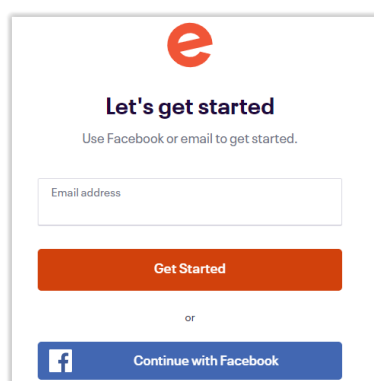 e
Let's get started
Use Facebook or email to get started.
Email address
Get Started
or
f
Continue with Facebook